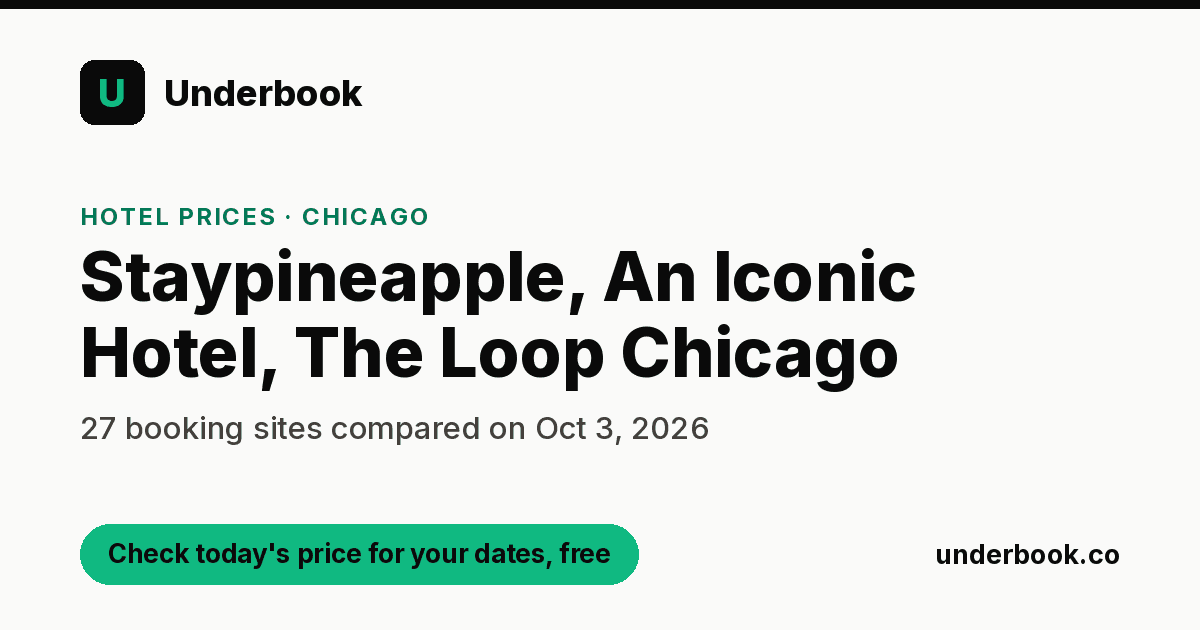 U Underbook
HOTEL PRICES · CHICAGO
Staypineapple, An Iconic
Hotel, The Loop Chicago
27 booking sites compared on Oct 3, 2026
Check today's price for your dates, free
underbook.co